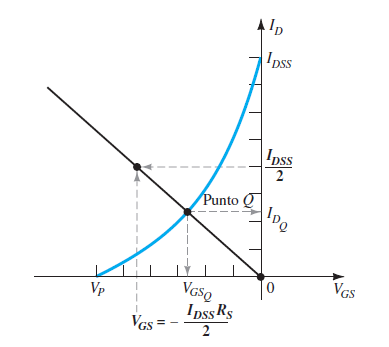 I_D
I_DSS
I_DSS
2
Punto Q
I_DQ
V_P
V_GSQ
0
V_GS
V_GS = − I_DSS R_S
2